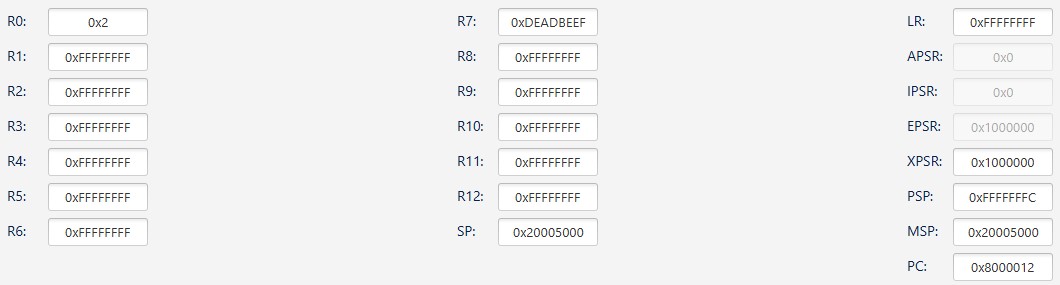 R0: 0x2 R7: 0xDEADBEEF LR: 0xFFFFFFFF
R1: 0xFFFFFFFF R8: 0xFFFFFFFF APSR: 0x0
R2: 0xFFFFFFFF R9: 0xFFFFFFFF IPSR: 0x0
R3: 0xFFFFFFFF R10: 0xFFFFFFFF EPSR: 0x1000000
R4: 0xFFFFFFFF R11: 0xFFFFFFFF XPSR: 0x1000000
R5: 0xFFFFFFFF R12: 0xFFFFFFFF PSP: 0xFFFFFFFC
R6: 0xFFFFFFFF SP: 0x20005000 MSP: 0x20005000
PC: 0x8000012